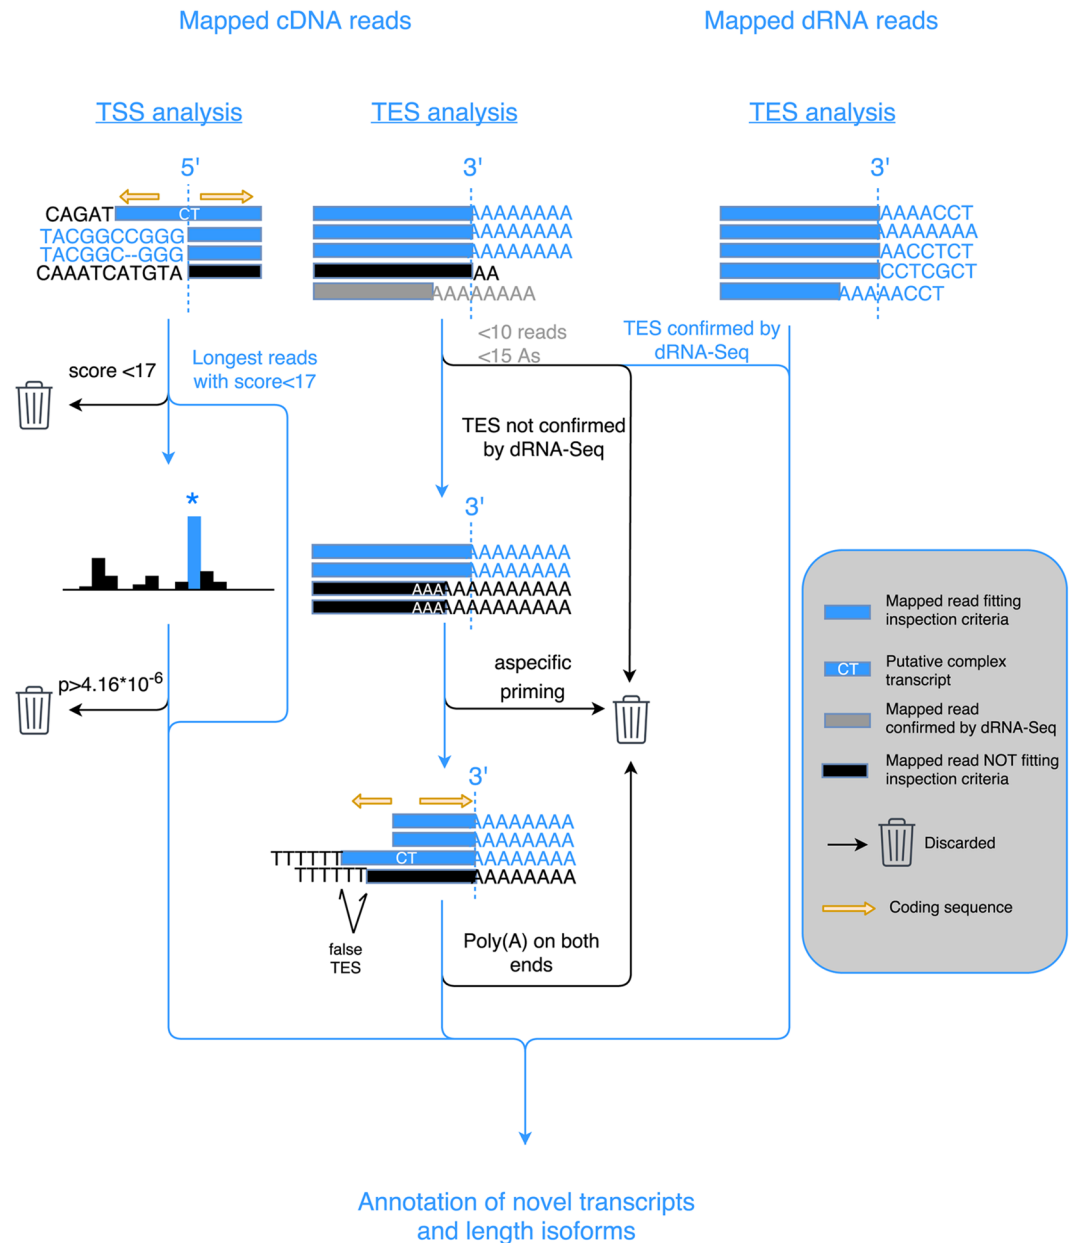 Mapped cDNA reads
Mapped dRNA reads
TSS analysis
TES analysis
TES analysis
5'
3'
3'
CAGAT
CT
TACGGCCGGG
TACGGC--GGG
CAAATCATGTA
AAAAAAAA
AAAAAAAA
AAAAAAAA
AA
AAAAAAAA
AAAACCT
AAAAAAAA
AACCTCT
CCTCGCT
AAAAACCT
score <17
Longest reads
with score<17
<10 reads
<15 As
TES confirmed by
dRNA-Seq
TES not confirmed
by dRNA-Seq
*
3'
AAAAAAAA
AAAAAAAA
AAAAAAAAAAAAA
AAAAAAAAAAAAA
p>4.16*10-6
aspecific
priming
3'
AAAAAAAA
AAAAAAAA
TTTTTT
CT
AAAAAAAA
TTTTTT
AAAAAAAA
false
TES
Poly(A) on both
ends
Mapped read fitting
inspection criteria
CT
Putative complex
transcript
Mapped read
confirmed by dRNA-Seq
Mapped read NOT fitting
inspection criteria
Discarded
Coding sequence
Annotation of novel transcripts
and length isoforms